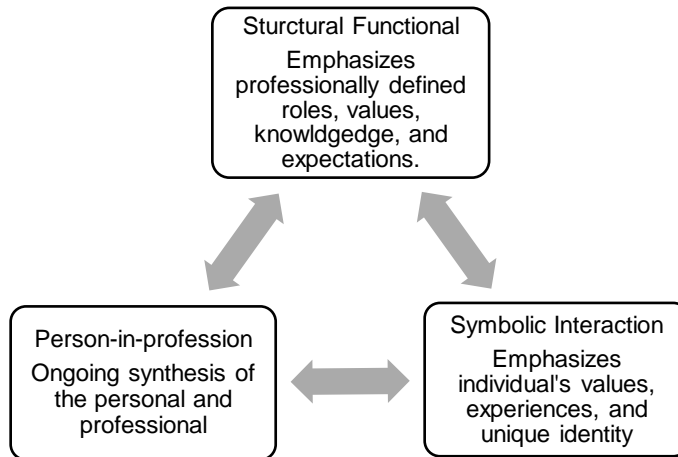 Sturctural Functional
Emphasizes
professionally defined
roles, values,
knowldgedge, and
expectations.
Person-in-profession
Ongoing synthesis of
the personal and
professional
Symbolic Interaction
Emphasizes
individual's values,
experiences, and
unique identity